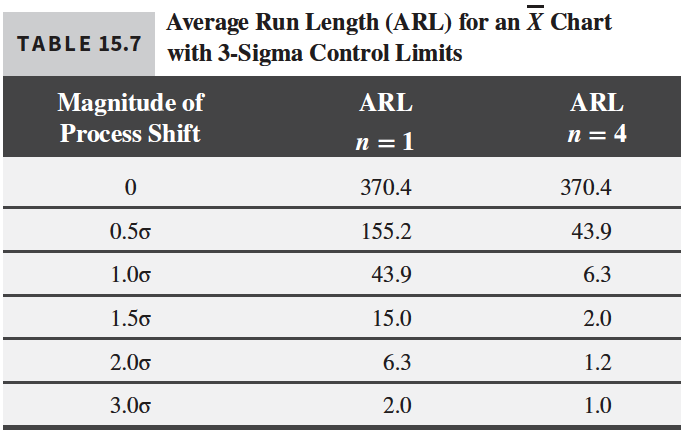 TABLE 15.7
Average Run Length (ARL) for an X̅ Chart
with 3-Sigma Control Limits
Magnitude of
Process Shift
ARL
n = 1
ARL
n = 4
0 370.4 370.4
0.5σ 155.2 43.9
1.0σ 43.9 6.3
1.5σ 15.0 2.0
2.0σ 6.3 1.2
3.0σ 2.0 1.0